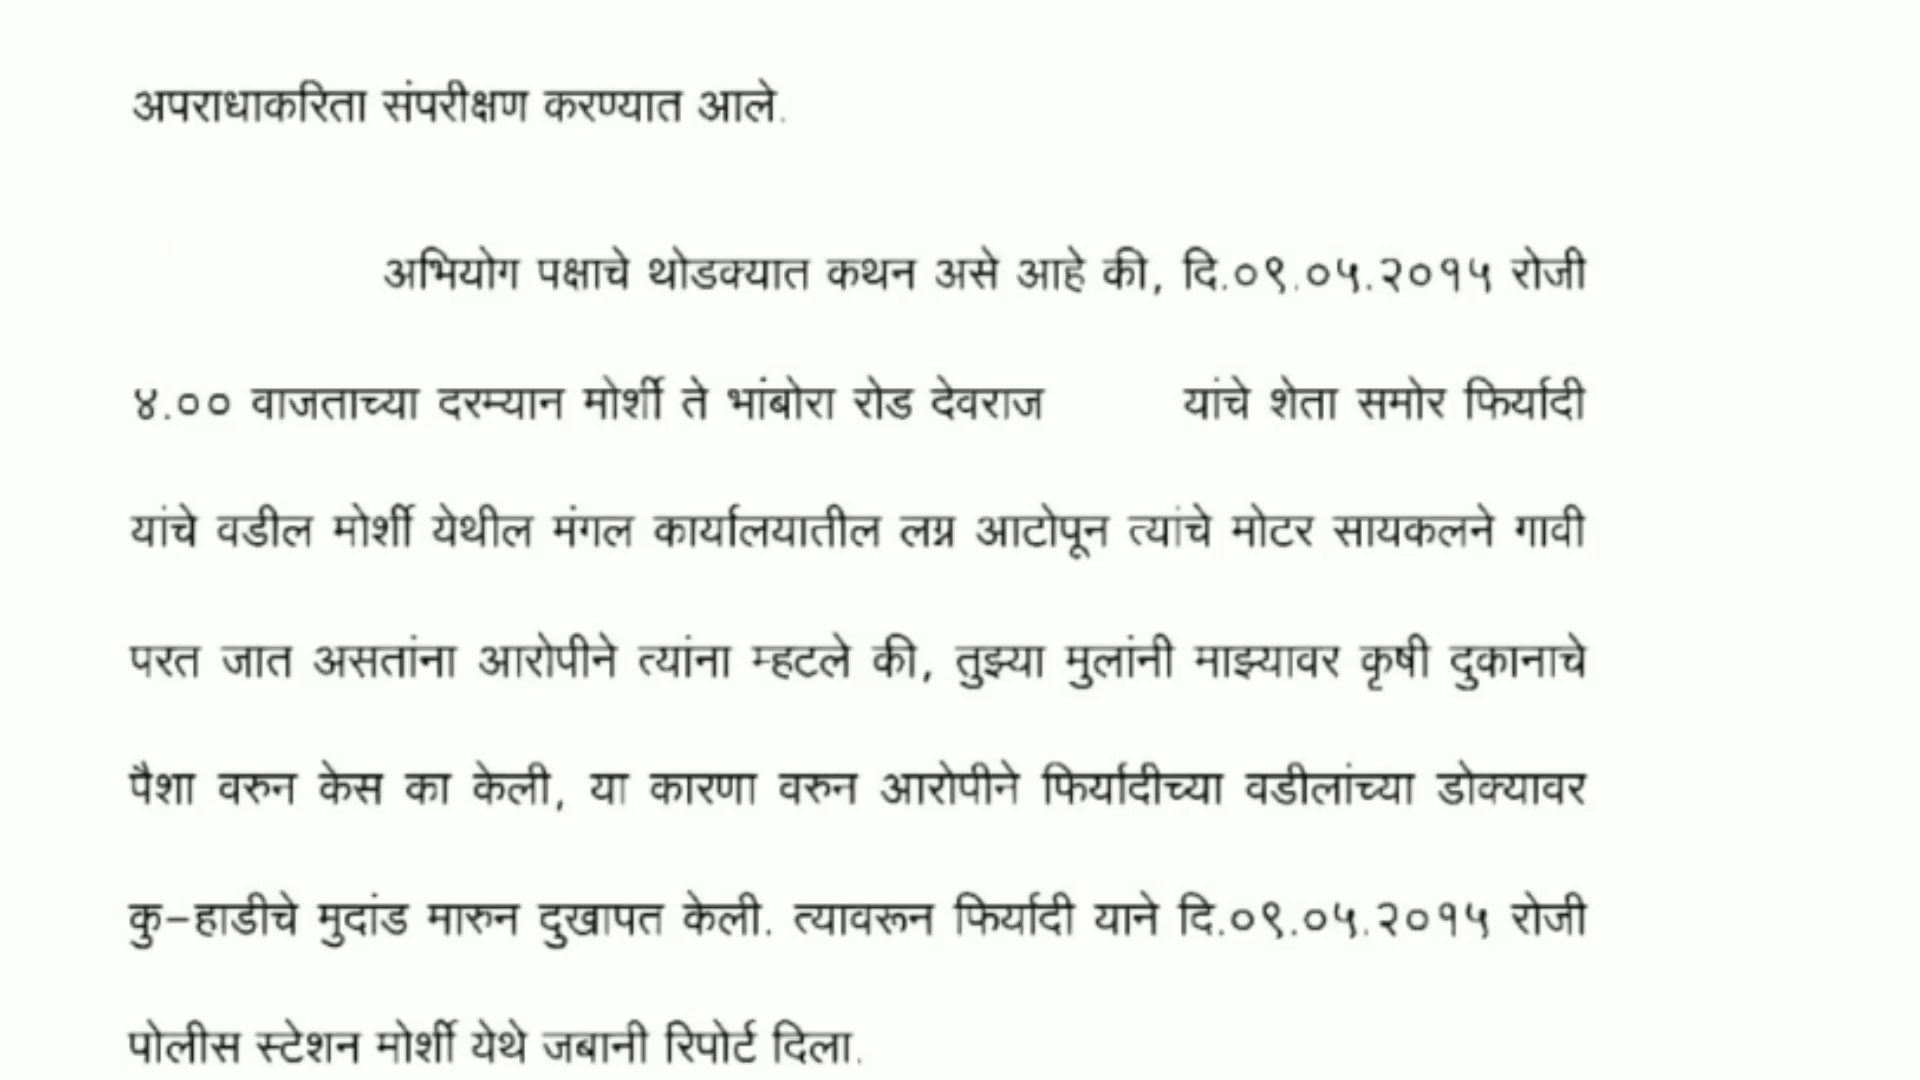 अपराधाकरिता संपरीक्षण करण्यात आले.
अभियोग पक्षाचे थोडक्यात कथन असे आहे की, दि.०९.०५.२०१५ रोजी
४.०० वाजताच्या दरम्यान मोर्शी ते भांबोरा रोड देवराज यांचे शेता समोर फिर्यादी
यांचे वडील मोर्शी येथील मंगल कार्यालयातील लग्न आटोपून त्यांचे मोटर सायकलने गावी
परत जात असतांना आरोपीने त्यांना म्हटले की, तुझ्या मुलांनी माझ्यावर कृषी दुकानाचे
पैशा वरुन केस का केली, या कारणा वरुन आरोपीने फिर्यादीच्या वडीलांच्या डोक्यावर
कु-हाडीचे मुदांड मारुन दुखापत केली. त्यावरून फिर्यादी याने दि.०९.०५.२०१५ रोजी
पोलीस स्टेशन मोर्शी येथे जबानी रिपोर्ट दिला.